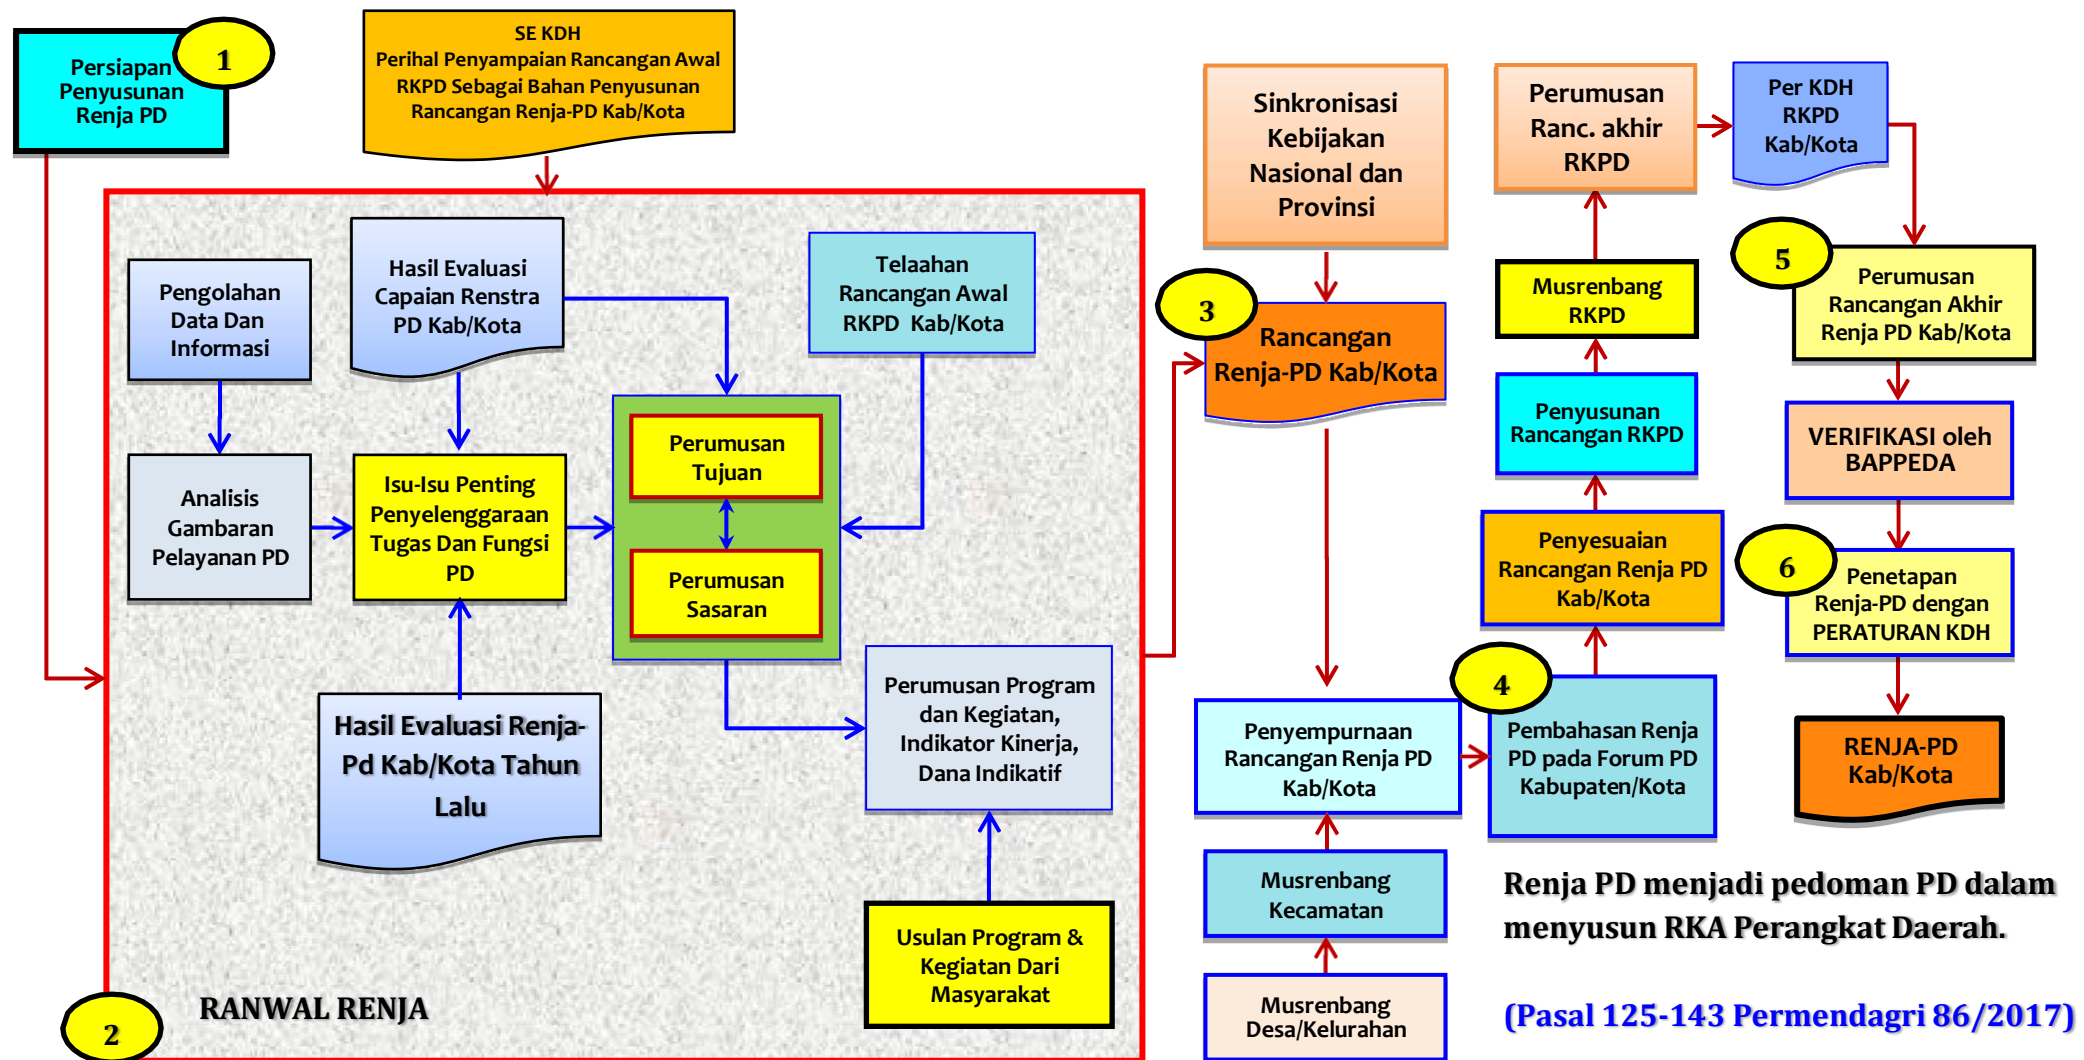 Persiapan
Penyusunan
Renja PD
1
SE KDH
Perihal Penyampaian Rancangan Awal
RKPD Sebagai Bahan Penyusunan
Rancangan Renja-PD Kab/Kota
Pengolahan
Data Dan
Informasi
Hasil Evaluasi
Capaian Renstra
PD Kab/Kota
Telaahan
Rancangan Awal
RKPD Kab/Kota
Analisis
Gambaran
Pelayanan PD
Isu-Isu Penting
Penyelenggaraan
Tugas Dan Fungsi
PD
Perumusan
Tujuan
Perumusan
Sasaran
Hasil Evaluasi Renja-
Pd Kab/Kota Tahun
Lalu
Perumusan Program
dan Kegiatan,
Indikator Kinerja,
Dana Indikatif
Usulan Program &
Kegiatan Dari
Masyarakat
2
RANWAL RENJA
Sinkronisasi
Kebijakan
Nasional dan
Provinsi
3
Rancangan
Renja-PD Kab/Kota
Penyempurnaan
Rancangan Renja PD
Kab/Kota
Musrenbang
Kecamatan
Musrenbang
Desa/Kelurahan
4
Pembahasan Renja
PD pada Forum PD
Kabupaten/Kota
Penyesuaian
Rancangan Renja PD
Kab/Kota
Penyusunan
Rancangan RKPD
Musrenbang
RKPD
Perumusan
Ranc. akhir
RKPD
Per KDH
RKPD
Kab/Kota
5
Perumusan
Rancangan Akhir
Renja PD Kab/Kota
VERIFIKASI oleh
BAPPEDA
6
Penetapan
Renja-PD dengan
PERATURAN KDH
RENJA-PD
Kab/Kota
Renja PD menjadi pedoman PD dalam
menyusun RKA Perangkat Daerah.
(Pasal 125-143 Permendagri 86/2017)